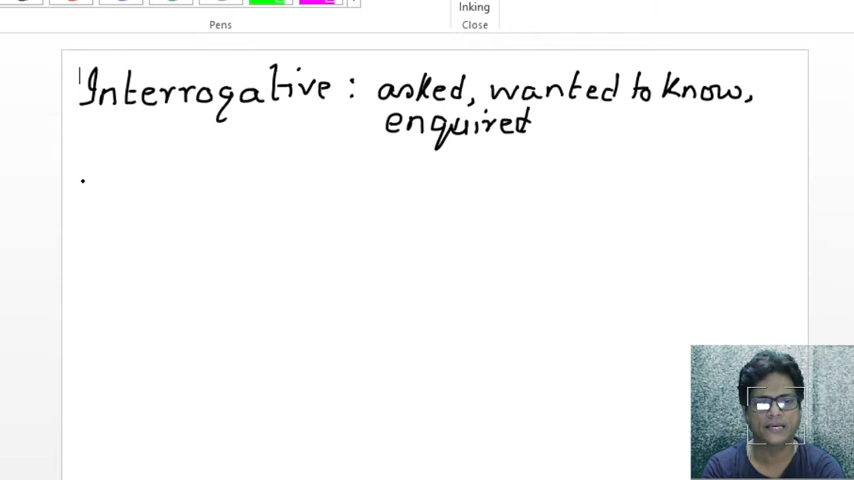 Inking
Pens
Close
Interrogative : asked, wanted to know,
enquired